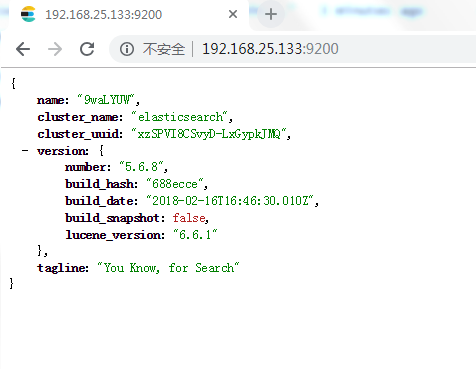 192.168.25.133:9200
不安全 | 192.168.25.133:9200
{
name: "9waLYUW",
cluster_name: "elasticsearch",
cluster_uuid: "xzSPVI8CSvyD-LxGypkJMQ",
- version: {
number: "5.6.8",
build_hash: "688ecce",
build_date: "2018-02-16T16:46:30.010Z",
build_snapshot: false,
lucene_version: "6.6.1"
},
tagline: "You Know, for Search"
}